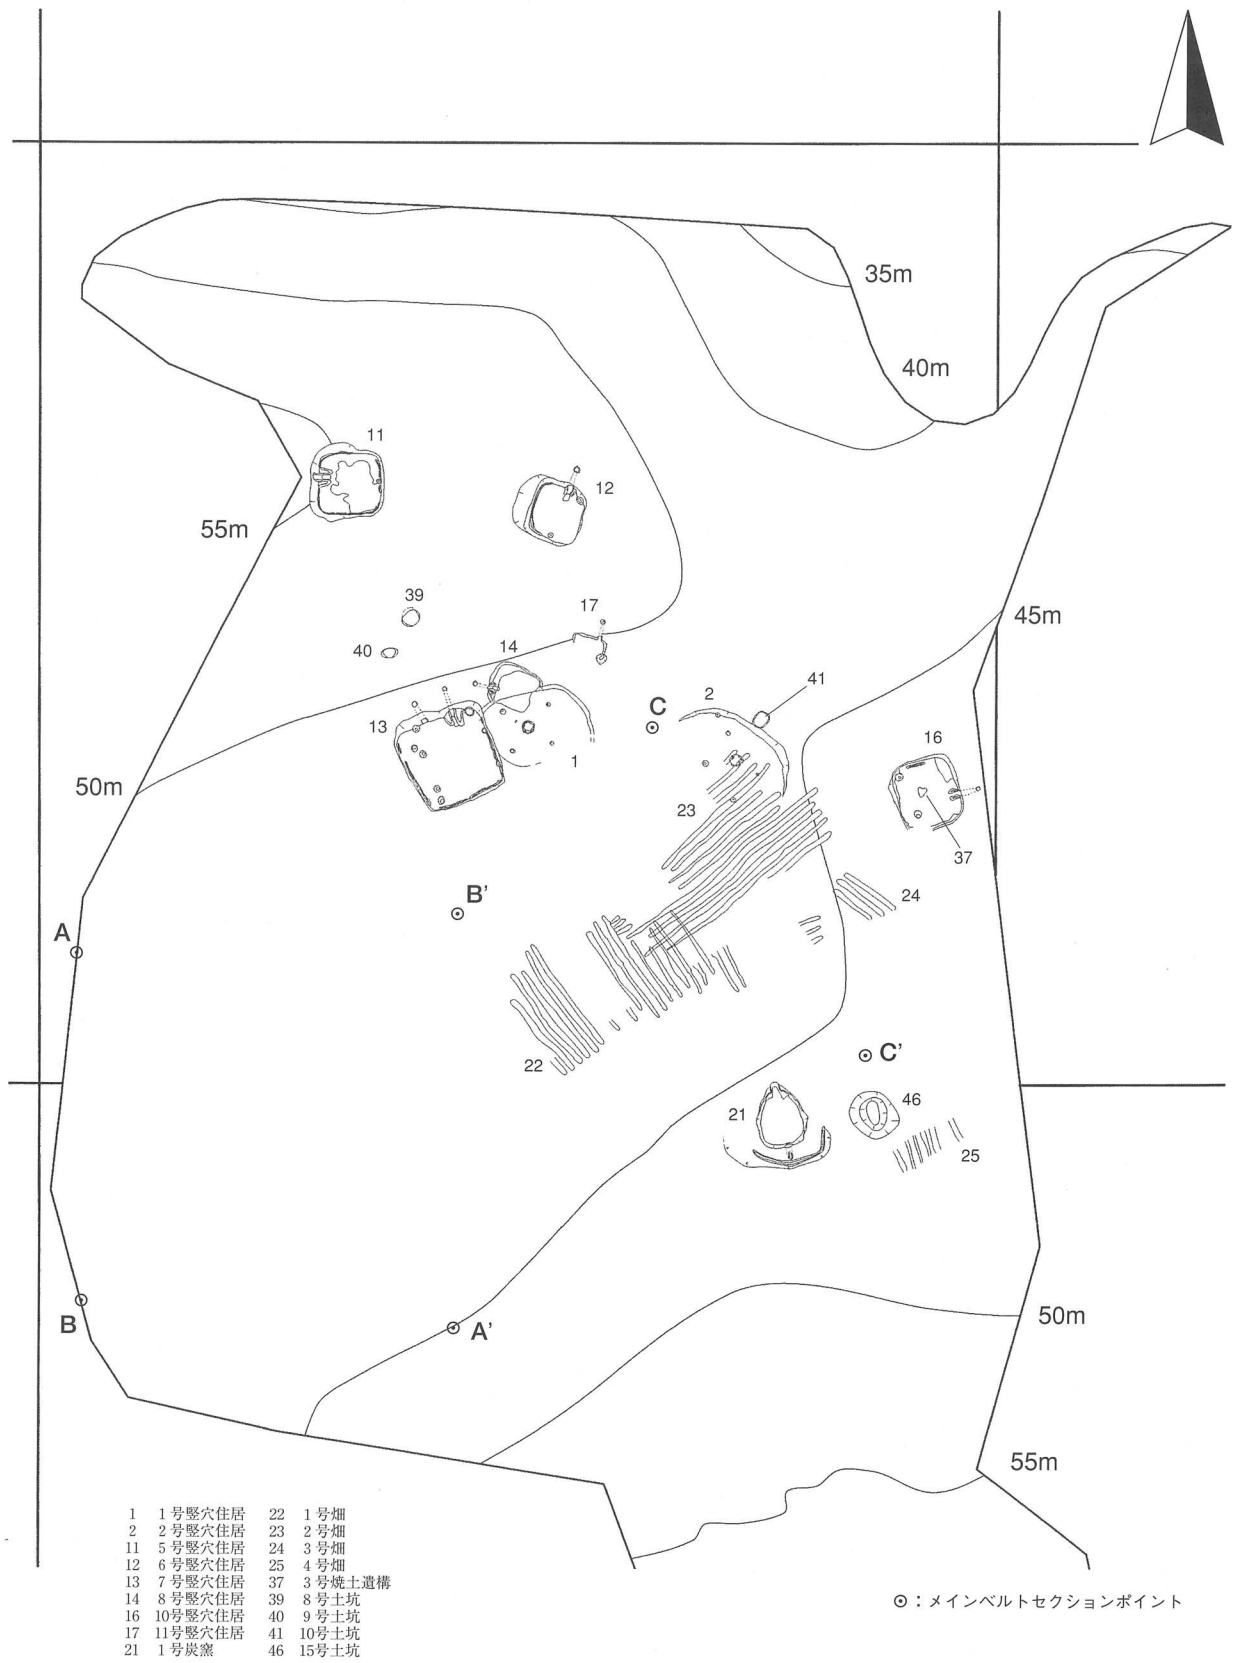 35m
40m
11
12
55m
39
17
45m
40
14
2
41
13
C
16
1
50m
23
37
B'
24
A
22
C'
21
46
25
B
A'
50m
55m
1 1号竪穴住居 22 1号畑
2 2号竪穴住居 23 2号畑
11 5号竪穴住居 24 3号畑
12 6号竪穴住居 25 4号畑
13 7号竪穴住居 37 3号焼土遺構
14 8号竪穴住居 39 8号土坑
16 10号竪穴住居 40 9号土坑
17 11号竪穴住居 41 10号土坑
21 1号炭窯 46 15号土坑
◎：メインベルトセクションポイント